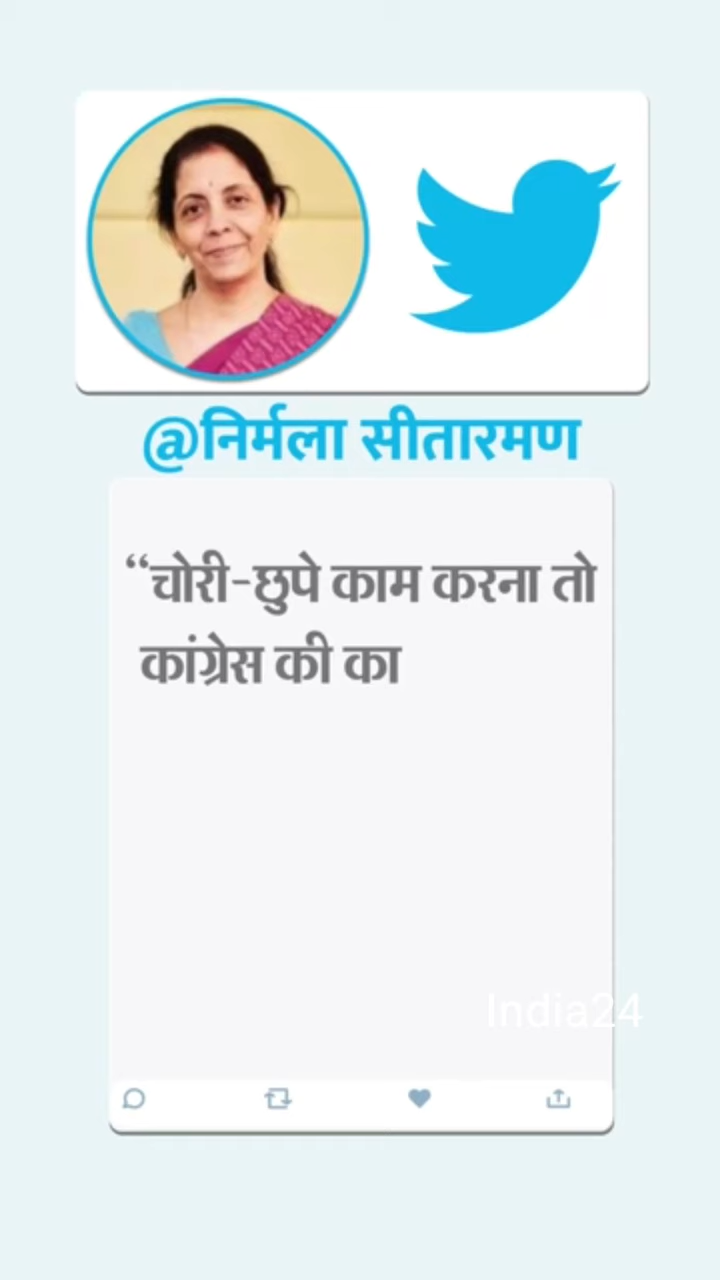 @निर्मला सीतारमण
“चोरी-छुपे काम करना तो
कांग्रेस की का
India24